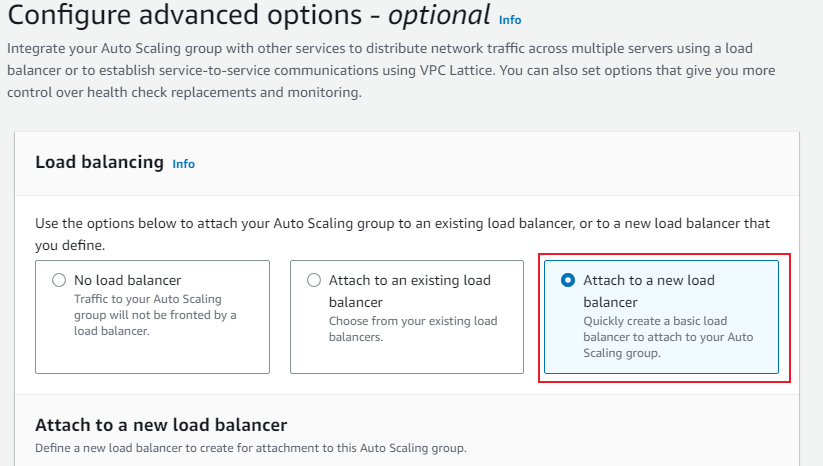 Configure advanced options - optional Info
Integrate your Auto Scaling group with other services to distribute network traffic across multiple servers using a load
balancer or to establish service-to-service communications using VPC Lattice. You can also set options that give you more
control over health check replacements and monitoring.
Load balancing Info
Use the options below to attach your Auto Scaling group to an existing load balancer, or to a new load balancer that
you define.
No load balancer
Traffic to your Auto Scaling
group will not be fronted by a
load balancer.
Attach to an existing load
balancer
Choose from your existing load
balancers.
Attach to a new load
balancer
Quickly create a basic load
balancer to attach to your Auto
Scaling group.
Attach to a new load balancer
Define a new load balancer to create for attachment to this Auto Scaling group.